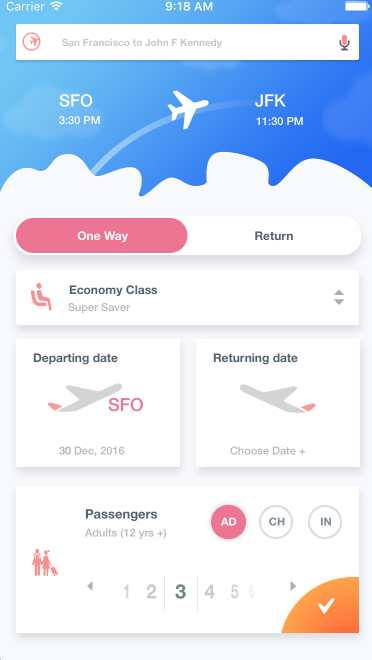 Carrier 9:18 AM
San Francisco to John F Kennedy
SFO JFK
3:30 PM 11:30 PM
One Way Return
Economy Class
Super Saver
Departing date Returning date
SFO
30 Dec, 2016 Choose Date +
Passengers
Adults (12 yrs +)
AD CH IN
1 2 3 4 5 6